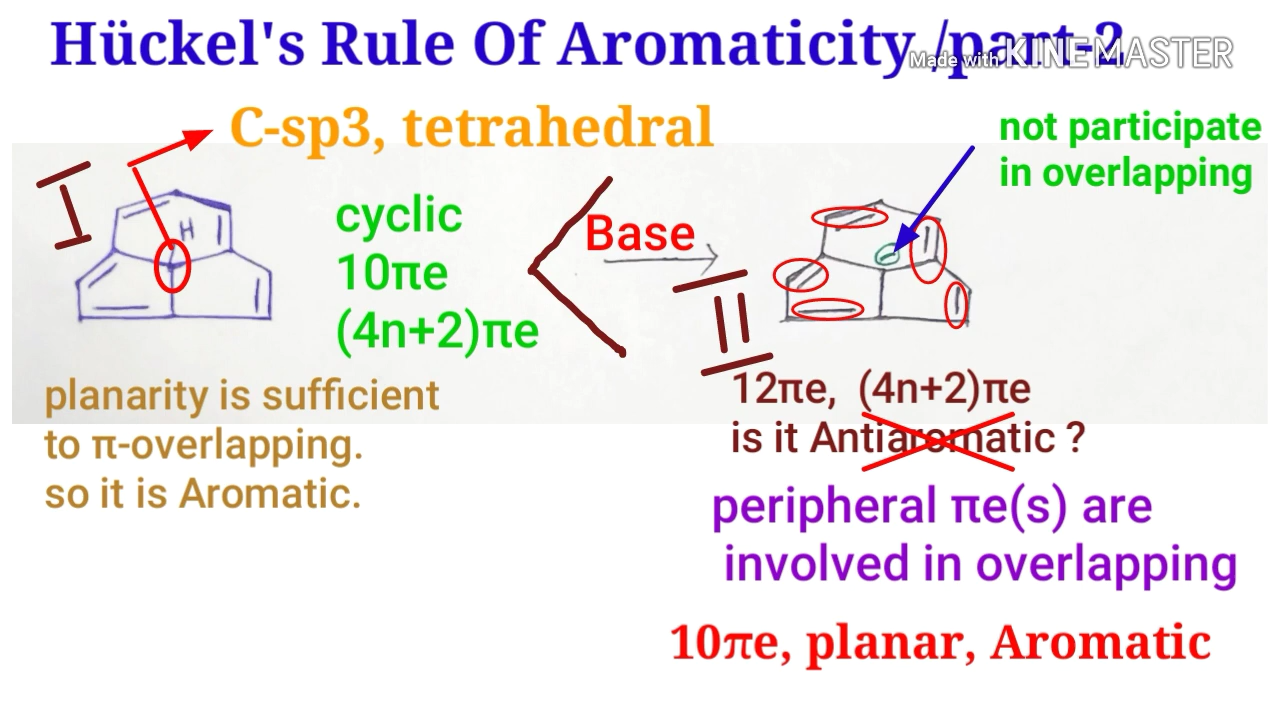 Hückel's Rule Of Aromaticity /part-2
Made with KINEMASTER
C-sp3, tetrahedral
not participate
in overlapping
I
H
cyclic
10πe
(4n+2)πe
Base
II
planarity is sufficient
to π-overlapping.
so it is Aromatic.
12πe, (4n+2)πe
is it Antiaromatic ?
peripheral πe(s) are
involved in overlapping
10πe, planar, Aromatic